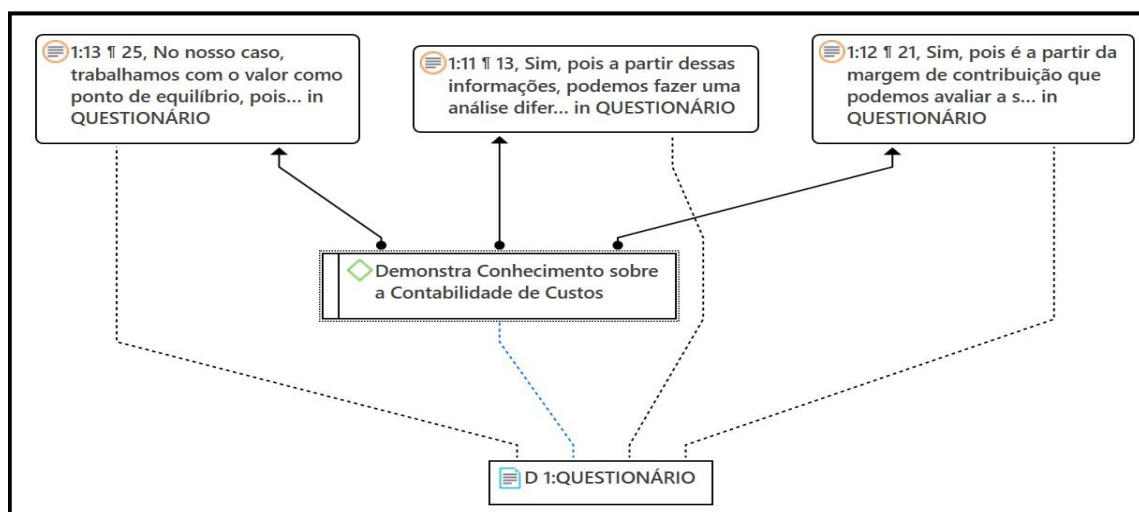 1:13 ¶ 25, No nosso caso,
trabalhamos com o valor como
ponto de equilíbrio, pois... in
QUESTIONÁRIO
1:11 ¶ 13, Sim, pois a partir dessas
informações, podemos fazer uma
análise difer... in QUESTIONÁRIO
1:12 ¶ 21, Sim, pois é a partir da
margem de contribuição que
podemos avaliar a s... in
QUESTIONÁRIO
Demonstra Conhecimento sobre
a Contabilidade de Custos
D 1:QUESTIONÁRIO